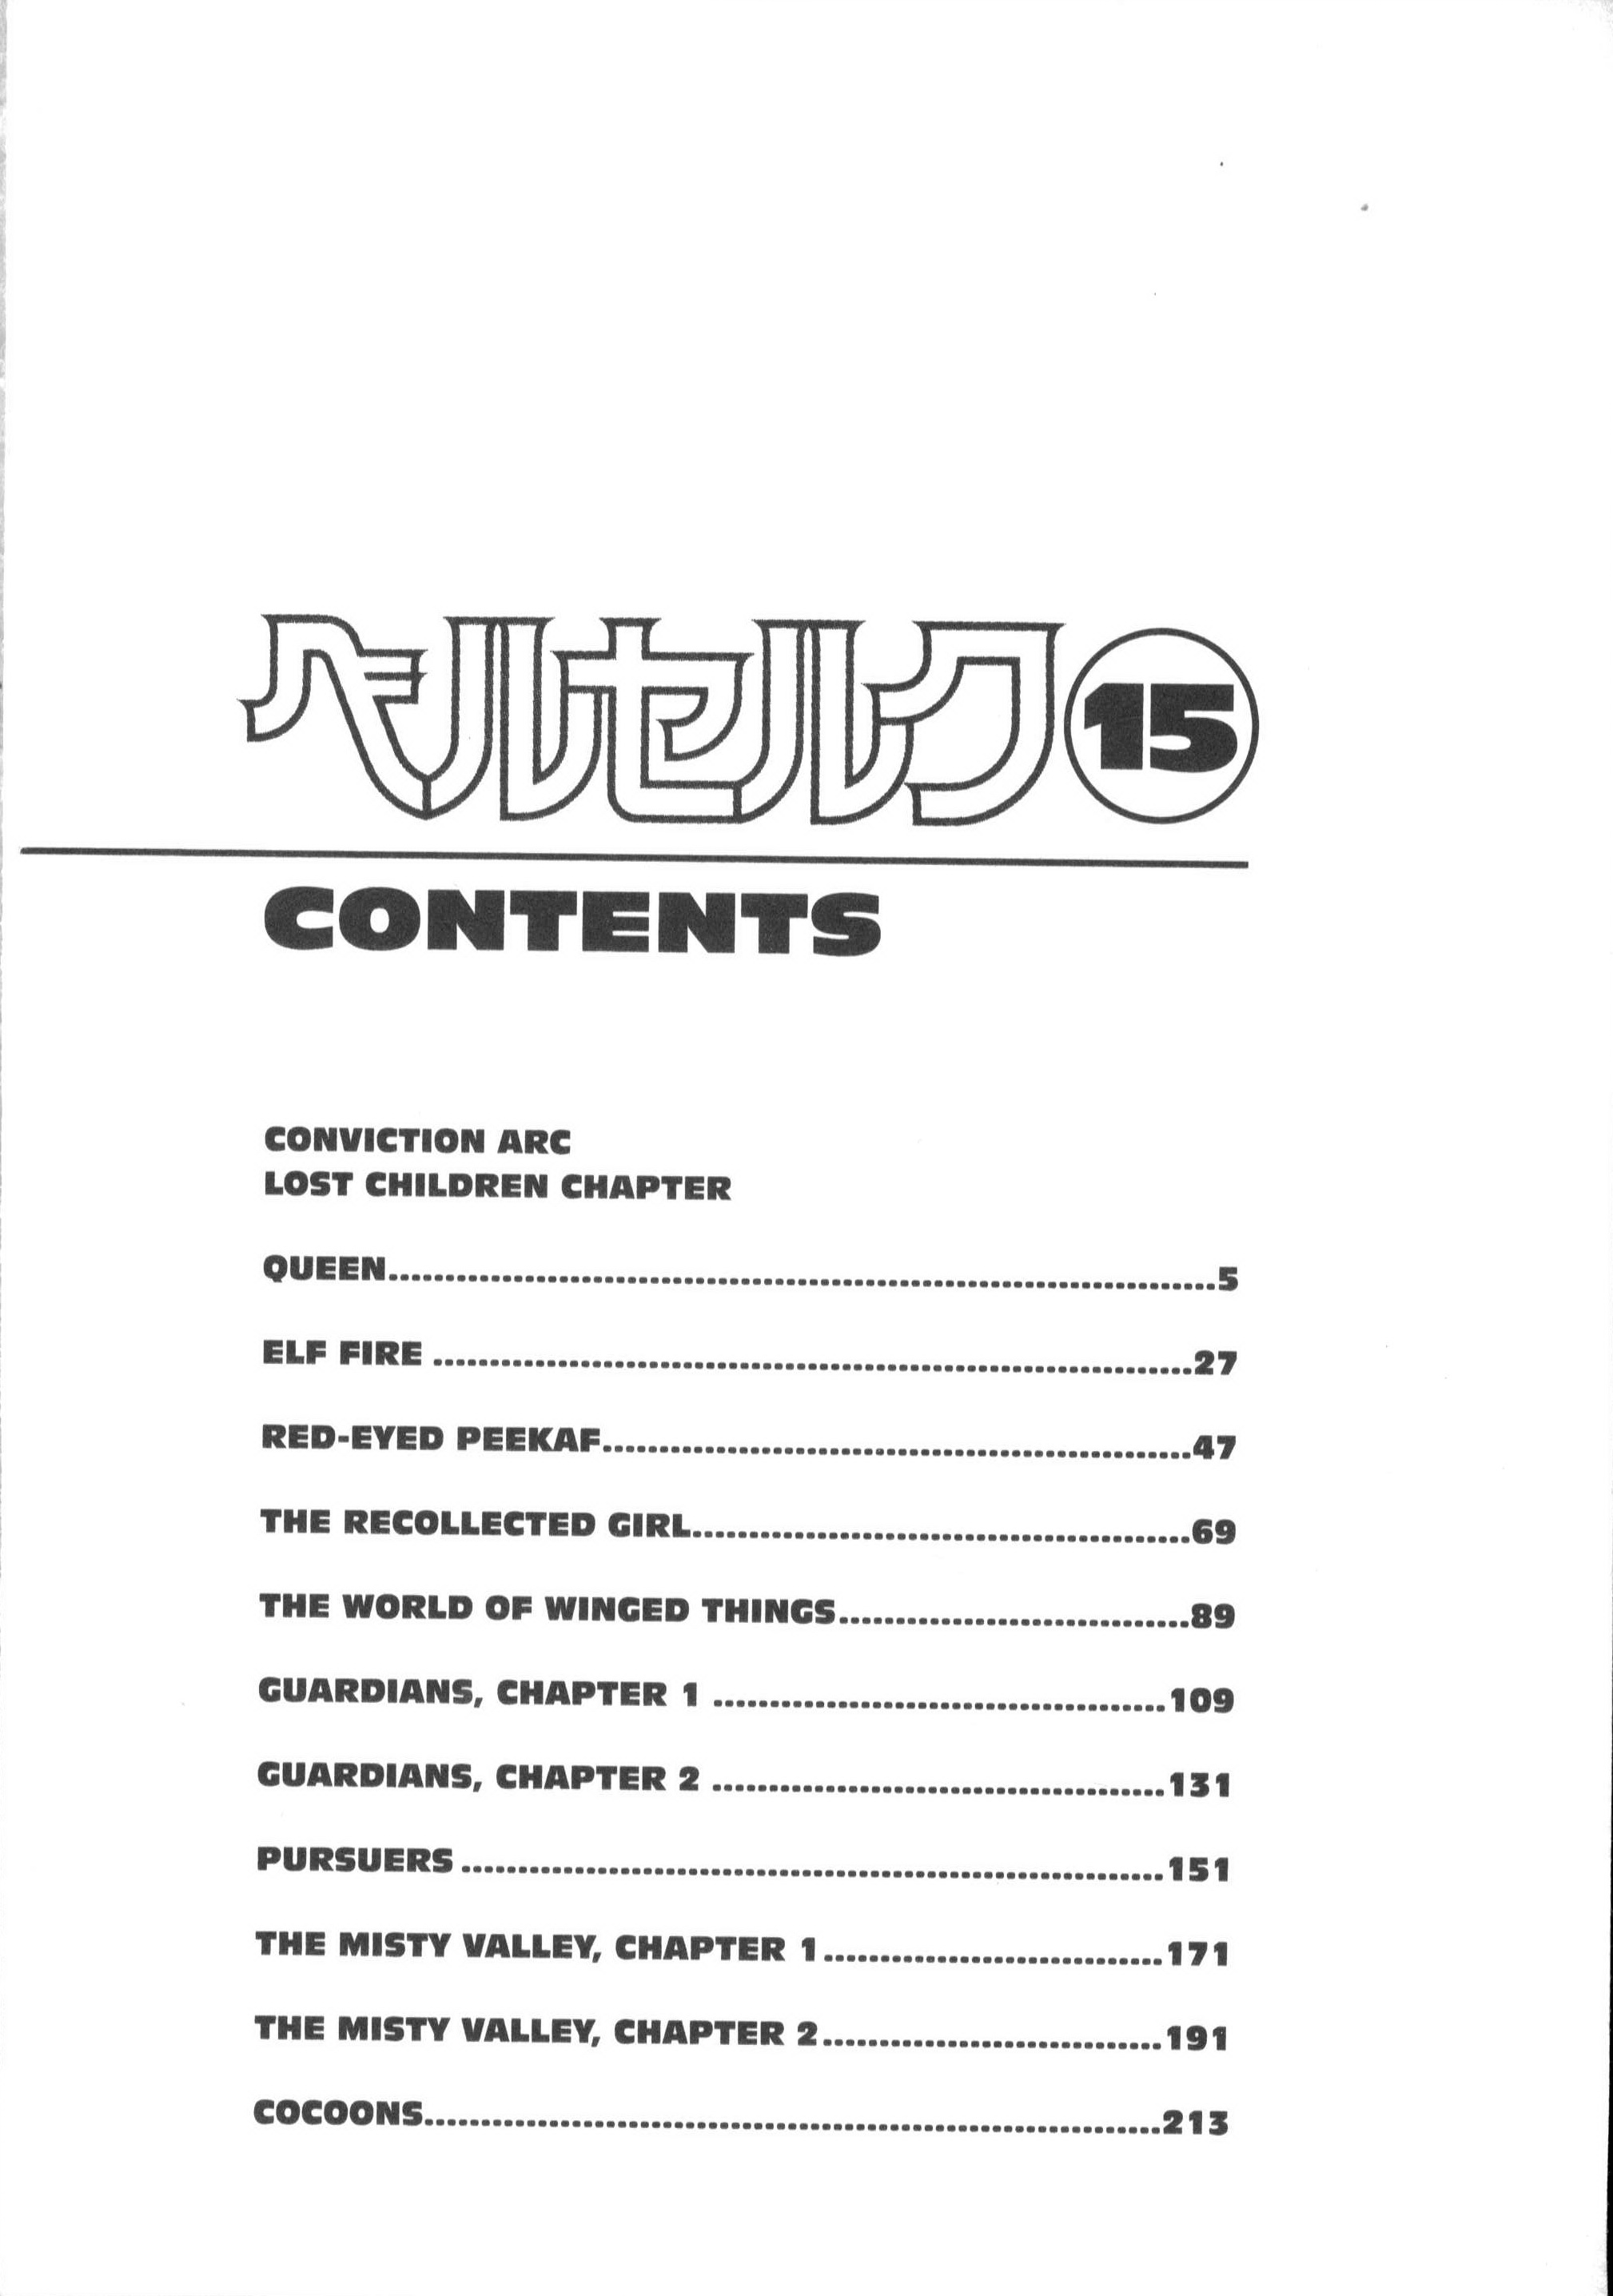 ベルセルク 15
CONTENTS
CONVICTION ARC
LOST CHILDREN CHAPTER
QUEEN.....5
ELF FIRE.....27
RED-EYED PEEKAF.....47
THE RECOLLECTED GIRL.....69
THE WORLD OF WINGED THINGS.....89
GUARDIANS, CHAPTER 1.....109
GUARDIANS, CHAPTER 2.....131
PURSUERS.....151
THE MISTY VALLEY, CHAPTER 1.....171
THE MISTY VALLEY, CHAPTER 2.....191
COCOONS.....213